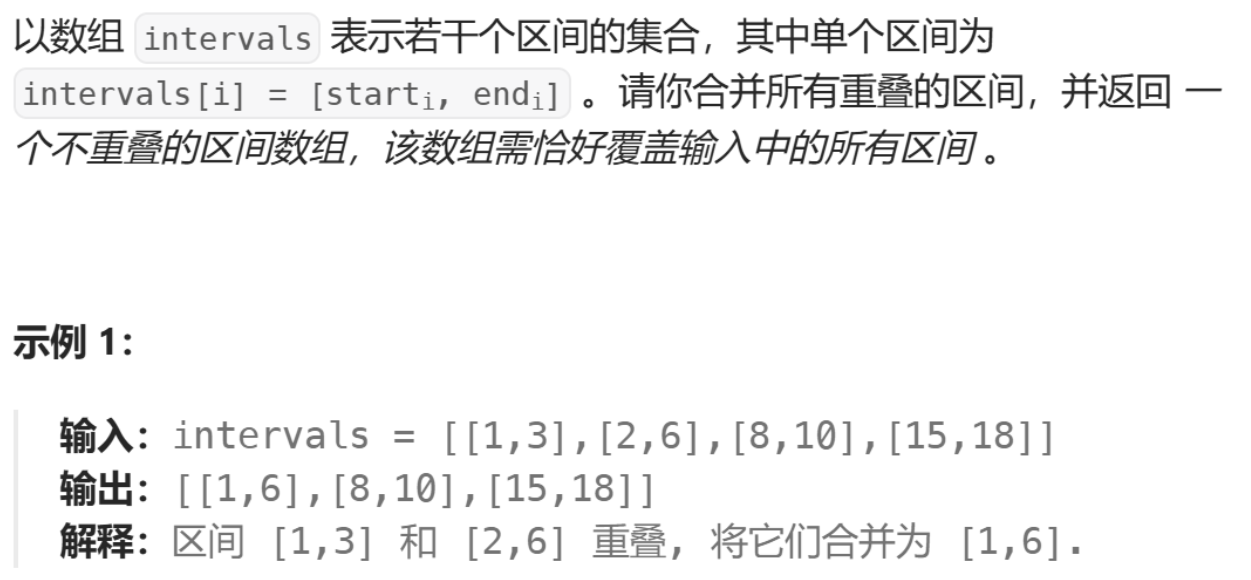 以数组 intervals 表示若干个区间的集合，其中单个区间为
intervals[i] = [starti, endi] 。请你合并所有重叠的区间，并返回 一
个不重叠的区间数组，该数组需恰好覆盖输入中的所有区间 。
示例 1：
输入：intervals = [[1,3],[2,6],[8,10],[15,18]]
输出：[[1,6],[8,10],[15,18]]
解释：区间 [1,3] 和 [2,6] 重叠, 将它们合并为 [1,6].